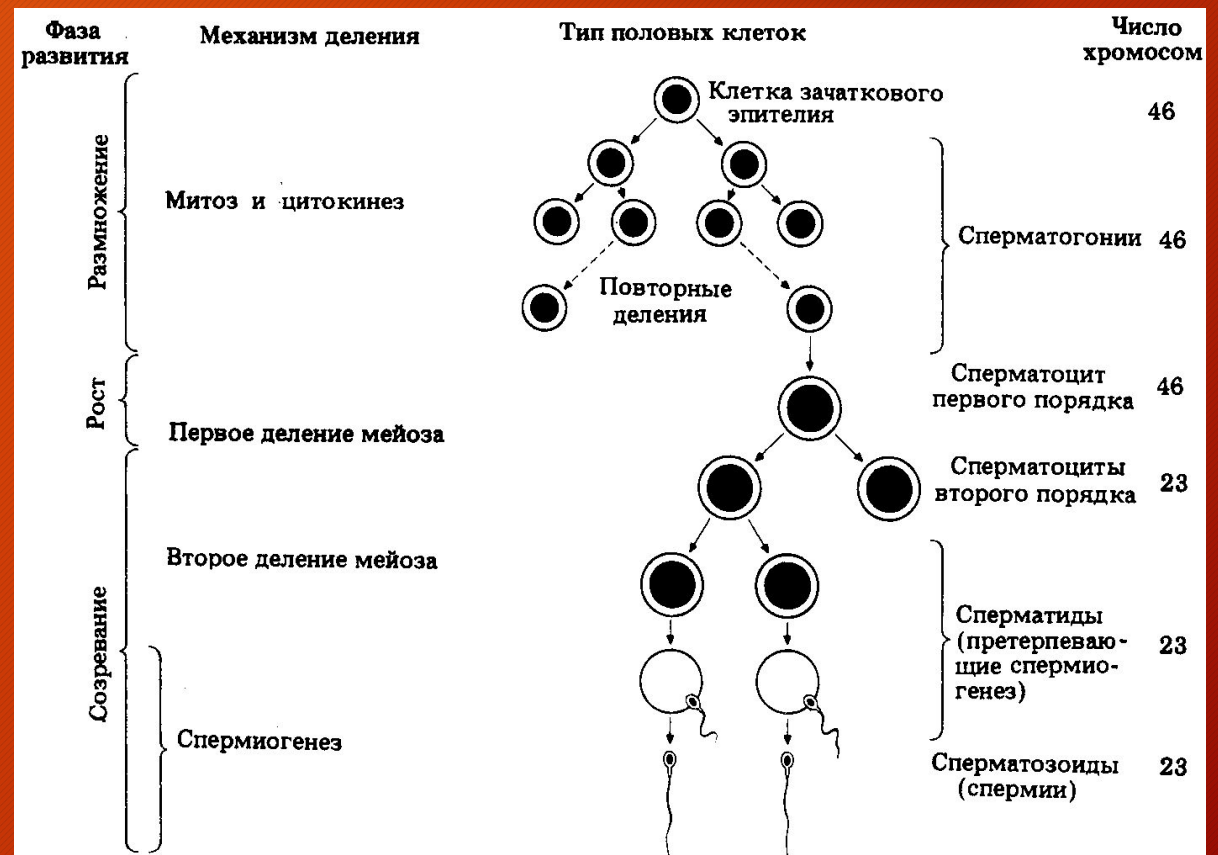 Фаза
развития
Механизм деления
Тип половых клеток
Число
хромосом
Размножение
Клетка зачаткового
эпителия
46
Митоз и цитокинез
Сперматогонии 46
Повторные
деления
Рост
Сперматоцит
первого порядка
46
Первое деление мейоза
Сперматоциты
второго порядка
23
Второе деление мейоза
Созревание
Сперматиды
(претерпеваю-
щие спермио-
генез)
23
Спермиогенез
Сперматозоиды
(спермии)
23